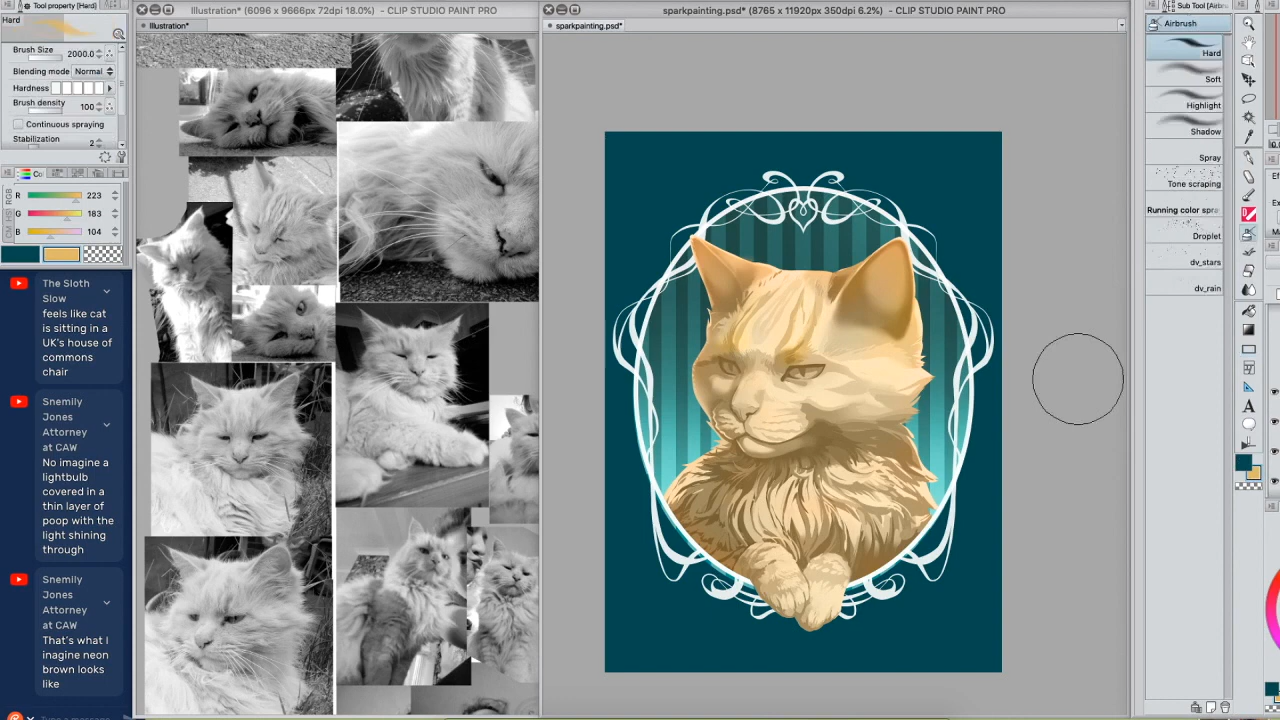 Tool property [Hard]
Hard
Brush Size 2000.0
Blending mode Normal
Hardness
Brush density 100
Continuous spraying
Stabilization 2
Co
RGB
R 223
G 183
B 104
The Sloth
Slow
feels like cat
is sitting in a
UK's house of
commons
chair
Snemily
Jones
Attorney
at CAW
No imagine a
lightbulb
covered in a
thin layer of
poop with the
light shining
through
Snemily
Jones
Attorney
at CAW
That's what I
inagine neon
brown looks
like
Illustration* (6096 x 9666px 72dpi 18.0%) - CLIP STUDIO PAINT PRO
Illustration*
sparkpainting.psd* (8765 x 11920px 350dpi 6.2%) - CLIP STUDIO PAINT PRO
sparkpainting.psd*
Sub Tool [Airbru
Airbrush
Hard
Soft
Highlight
Shadow
Spray
Tone scraping
Running color spra
Droplet
dv_stars
dv_rain